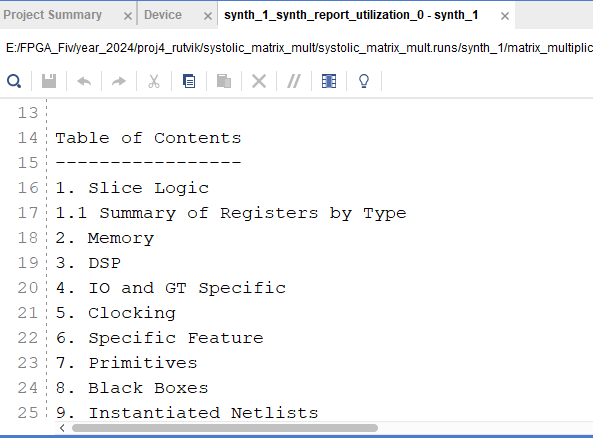 Project Summary × Device × synth_1_synth_report_utilization_0 - synth_1 ×
E:/FPGA_Fiv/year_2024/proj4_rutvik/systolic_matrix_mult/systolic_matrix_mult.runs/synth_1/matrix_multiplic
13
14 Table of Contents
15 -----------------
16 1. Slice Logic
17 1.1 Summary of Registers by Type
18 2. Memory
19 3. DSP
20 4. IO and GT Specific
21 5. Clocking
22 6. Specific Feature
23 7. Primitives
24 8. Black Boxes
25 9. Instantiated Netlists